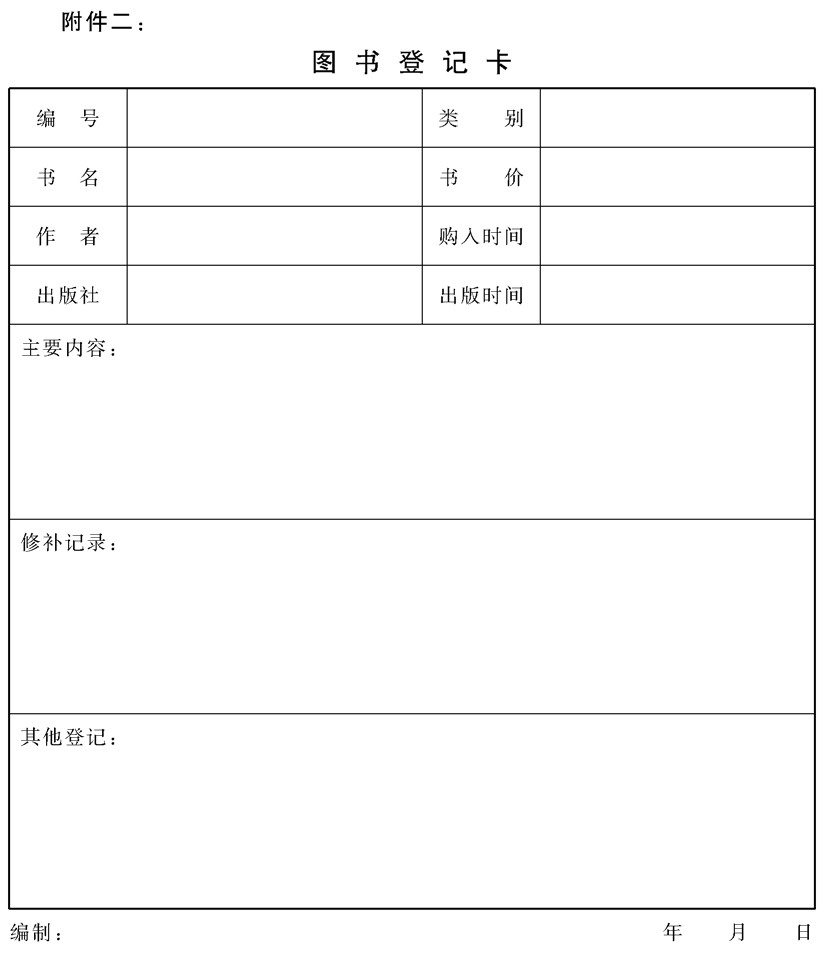 附件二：
图书登记卡
编号 类别
书名 书价
作者 购入时间
出版社 出版时间
主要内容：
修补记录：
其他登记：
编制： 年 月 日